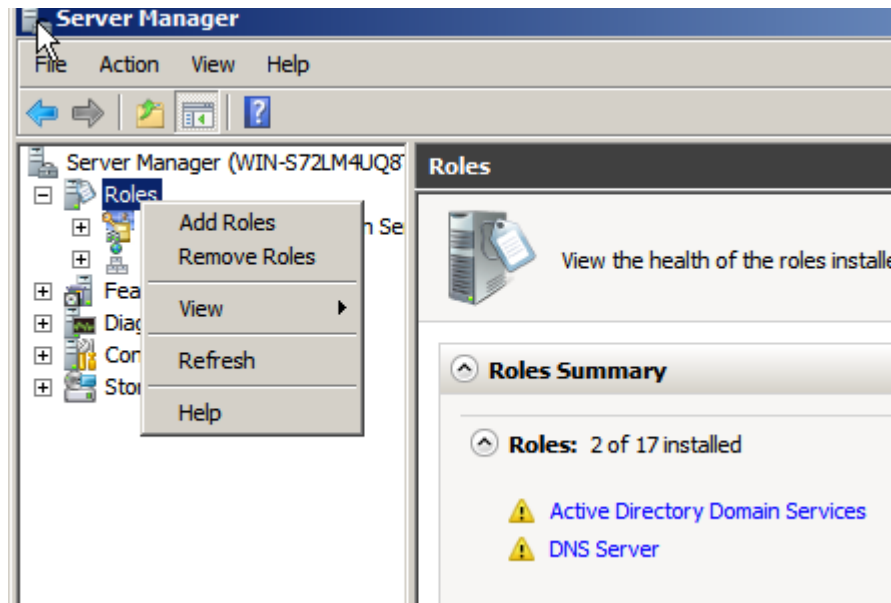 Server Manager
File Action View Help
Server Manager (WIN-S72LM4UQ8
Roles
Roles
Add Roles
Remove Roles
View
Refresh
Help
View the health of the roles installe
Roles Summary
Roles: 2 of 17 installed
Active Directory Domain Services
DNS Server